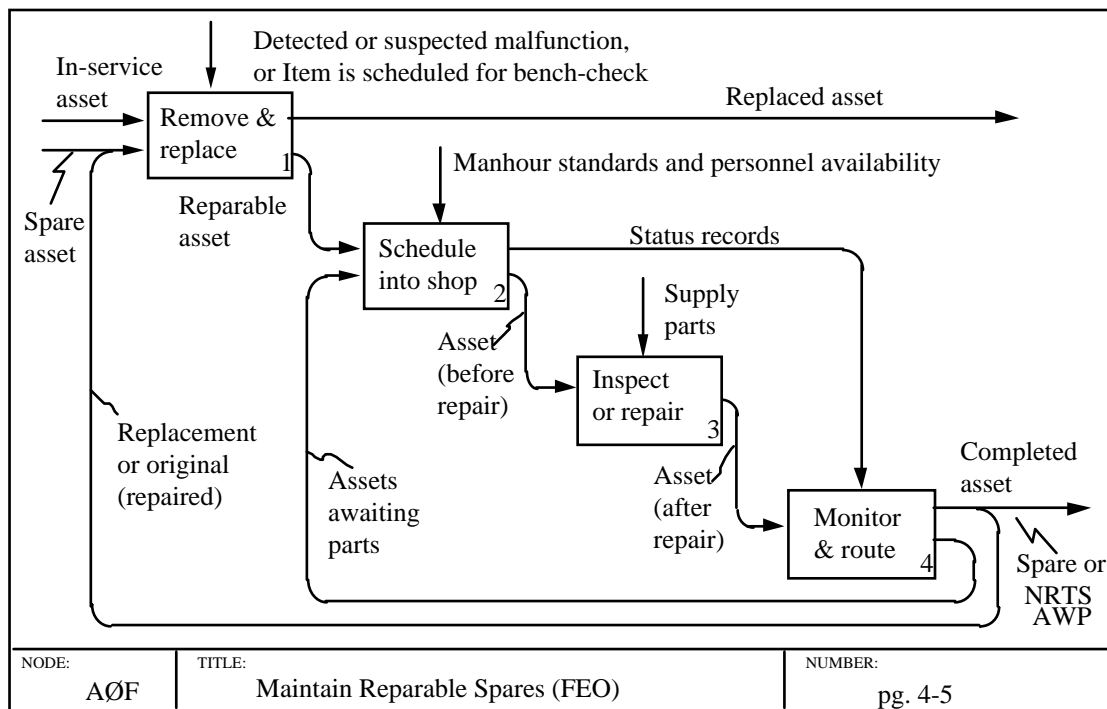 Detected or suspected malfunction,
or Item is scheduled for bench-check
In-service
asset
Replaced asset
Remove &
replace
1
Manhour standards and personnel availability
Spare
asset
Reparable
asset
Schedule
into shop
2
Status records
Supply
parts
Asset
(before
repair)
Inspect
or repair
3
Replacement
or original
(repaired)
Assets
awaiting
parts
Asset
(after
repair)
Completed
asset
Monitor
& route
4
Spare or
NRTS
AWP
NODE:
AØF
TITLE:
Maintain Reparable Spares (FEO)
NUMBER:
pg. 4-5